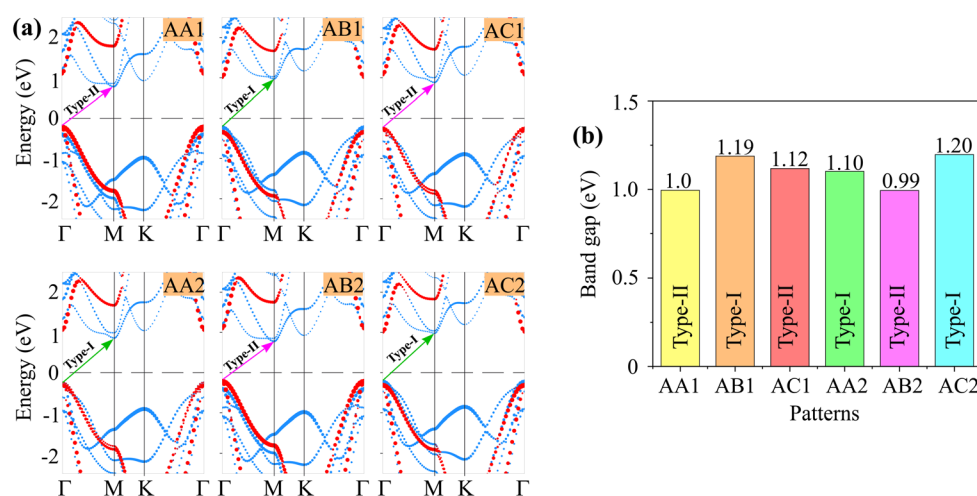 (a)
AA1
AB1
AC1
Energy (eV)
2
1
0
-1
-2
Type-II
Type-I
Type-II
Γ M K Γ
Γ M K Γ
Γ M K Γ
AA2
AB2
AC2
Energy (eV)
2
1
0
-1
-2
Type-I
Type-II
Type-I
Γ M K Γ
Γ M K Γ
Γ M K Γ
(b)
Band gap (eV)
1.5
1.0
0.5
0
1.0
1.19
1.12
1.10
0.99
1.20
Type-II
Type-I
Type-II
Type-I
Type-II
Type-I
AA1 AB1 AC1 AA2 AB2 AC2
Patterns